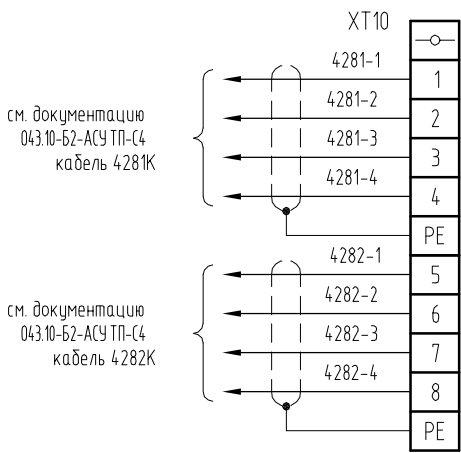 XT10
4281-1
1
4281-2
2
см. документацию
043.10-Б2-АСУ ТП-С4
кабель 4281К
4281-3
3
4281-4
4
PE
4282-1
5
4282-2
6
см. документацию
043.10-Б2-АСУ ТП-С4
кабель 4282К
4282-3
7
4282-4
8
PE